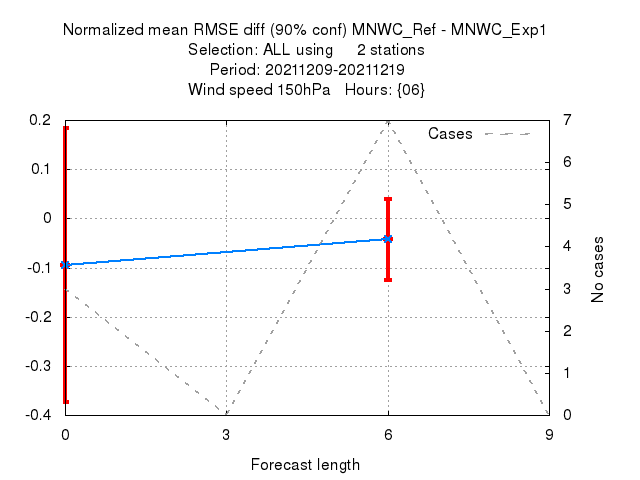 Normalized mean RMSE diff (90% conf) MNWC_Ref - MNWC_Exp1
Selection: ALL using 2 stations
Period: 20211209-20211219
Wind speed 150hPa Hours: {06}
Cases
0.2
0.1
0
-0.1
-0.2
-0.3
-0.4
7
6
5
4
3
2
1
0
No cases
0 3 6 9
Forecast length